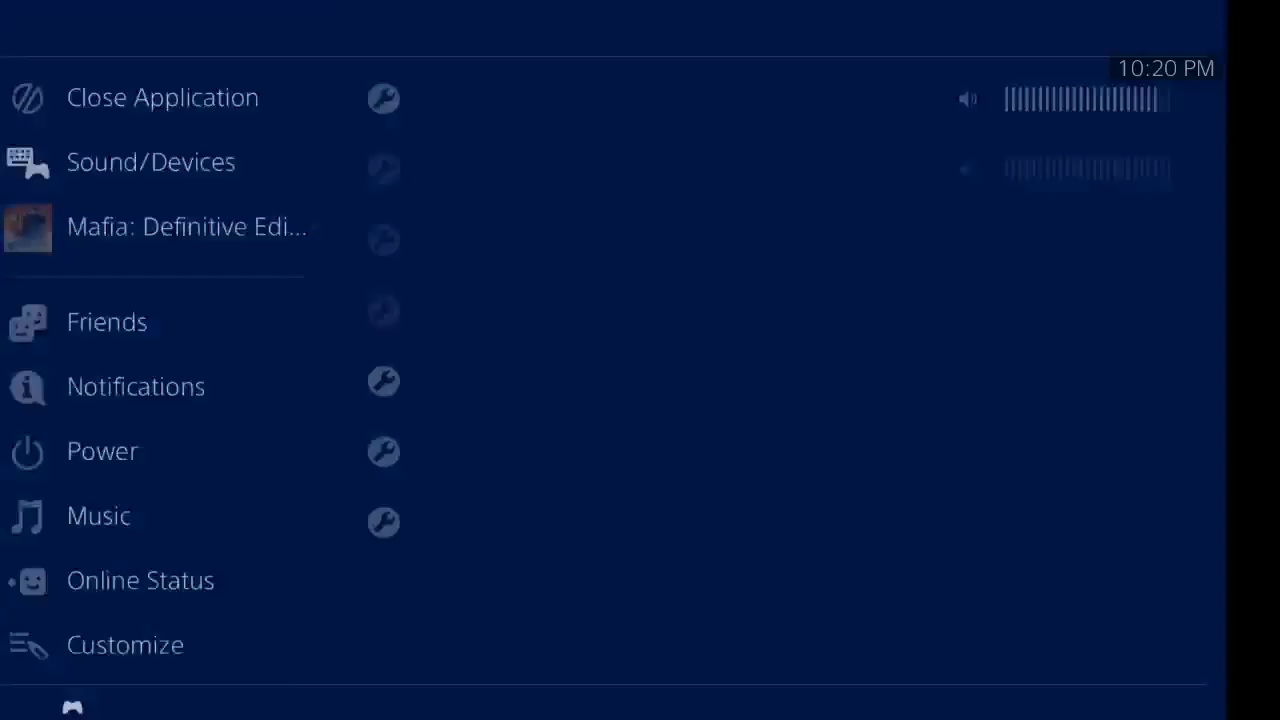 10:20 PM
Close Application
Sound/Devices
Mafia: Definitive Edi...
Friends
Notifications
Power
Music
Online Status
Customize